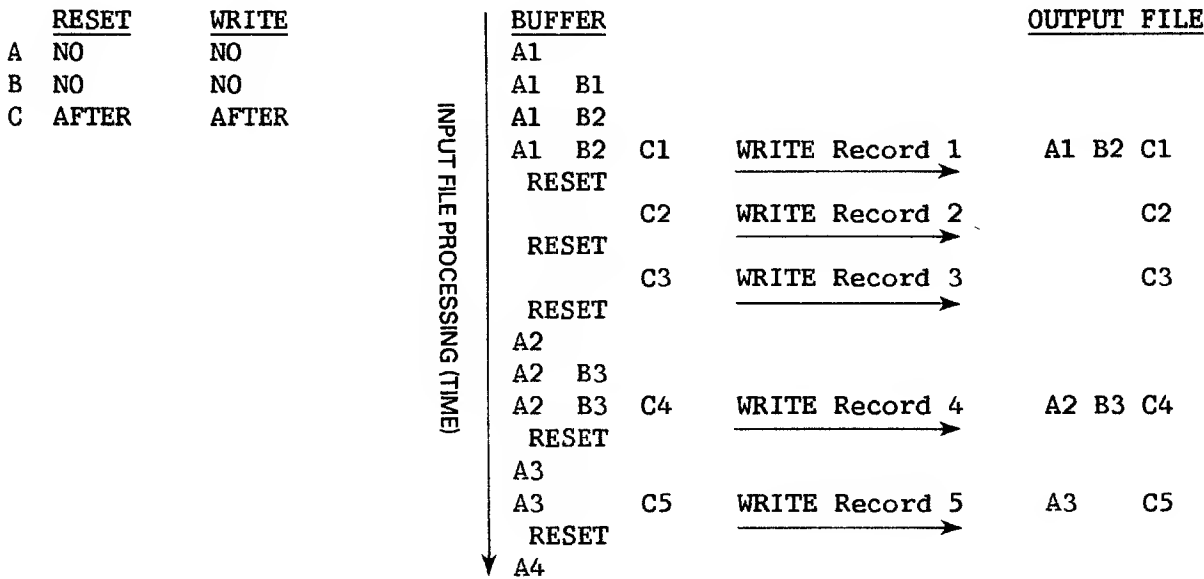 RESET WRITE BUFFER OUTPUT FILE
A NO NO A1
B NO NO A1 B1
C AFTER AFTER A1 B2
A1 B2 C1 WRITE Record 1 A1 B2 C1
RESET
C2 WRITE Record 2 C2
RESET
C3 WRITE Record 3 C3
RESET
A2
A2 B3
A2 B3 C4 WRITE Record 4 A2 B3 C4
RESET
A3
A3 C5 WRITE Record 5 A3 C5
RESET
A4
INPUT FILE PROCESSING (TIME)